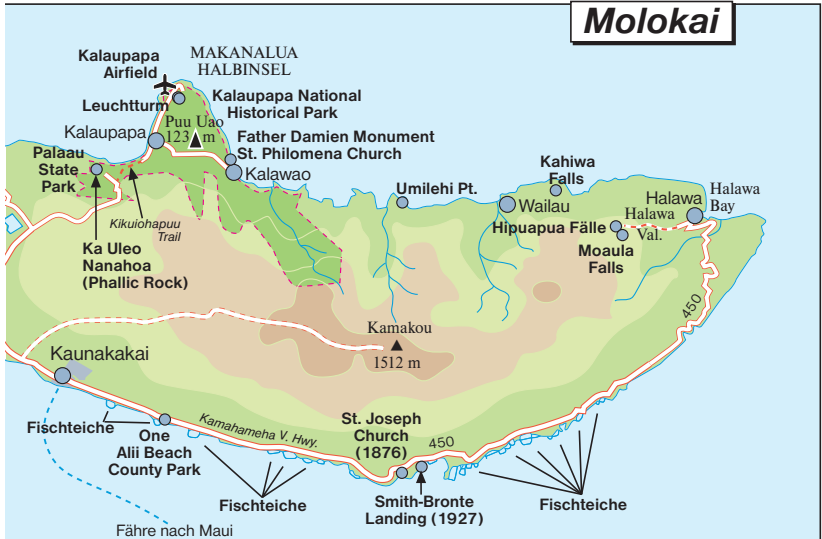 Molokai
Kalaupapa
Airfield
MAKANALUA
HALBINSEL
Leuchtturm
Kalaupapa National
Historical Park
Puu Uao
123 m
Kalaupapa
Father Damien Monument
St. Philomena Church
Kalawao
Palaau
State
Park
Kikuiohapuu
Trail
Ka Uleo
Nanahoa
(Phallic Rock)
Umilehi Pt.
Kahiwa
Falls
Wailau
Halawa
Halawa
Bay
Hipuapua Fälle
Halawa
Val.
Moaula
Falls
450
Kamakou
1512 m
Kaunakakai
Fischteiche
One
Alii Beach
County Park
Kamahameha V. Hwy.
St. Joseph
Church
(1876)
450
Fischteiche
Smith-Bronte
Landing (1927)
Fischteiche
Fähre nach Maui